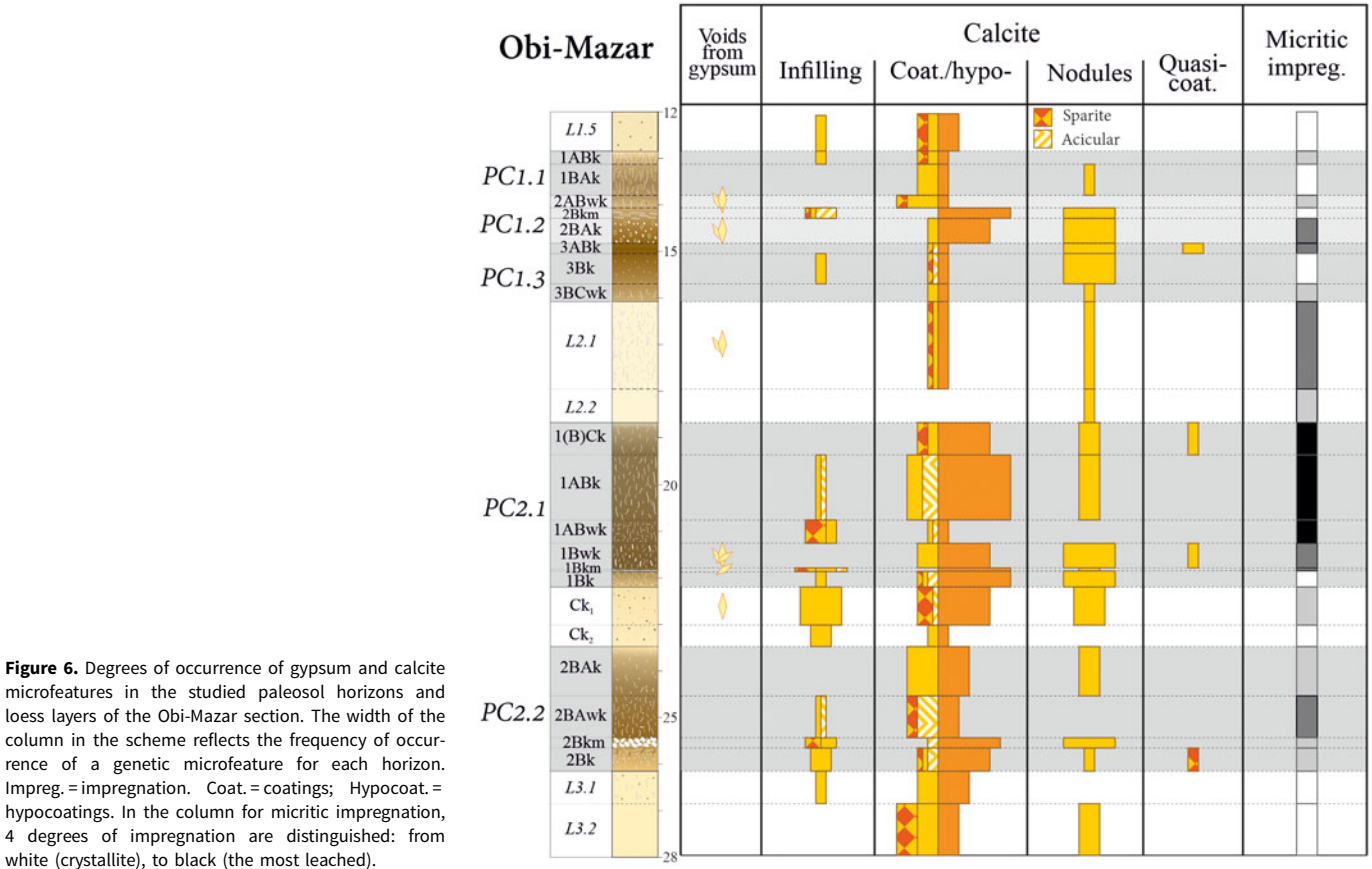 Obi-Mazar
Voids
from
gypsum
Calcite
Infilling
Coat./hypo-
Nodules
Quasi-
coat.
Micritic
impreg.
Sparite
Acicular
12
L1.5
1ABk
PC1.1
1BAk
2ABwk
2Bkm
PC1.2
2BAk
3ABk
15
3Bk
PC1.3
3BCwk
L2.1
L2.2
1(B)Ck
1ABk
20
PC2.1
1ABwk
1Bwk
1Bkm
1Bk
Ck₁
Ck₂
2BAk
PC2.2
2BAwk
25
2Bkm
2Bk
L3.1
L3.2
28
Figure 6. Degrees of occurrence of gypsum and calcite
microfeatures in the studied paleosol horizons and
loess layers of the Obi-Mazar section. The width of the
column in the scheme reflects the frequency of occur-
rence of a genetic microfeature for each horizon.
Impreg. = impregnation. Coat. = coatings; Hypocoat. =
hypocoatings. In the column for micritic impregnation,
4 degrees of impregnation are distinguished: from
white (crystallite), to black (the most leached).